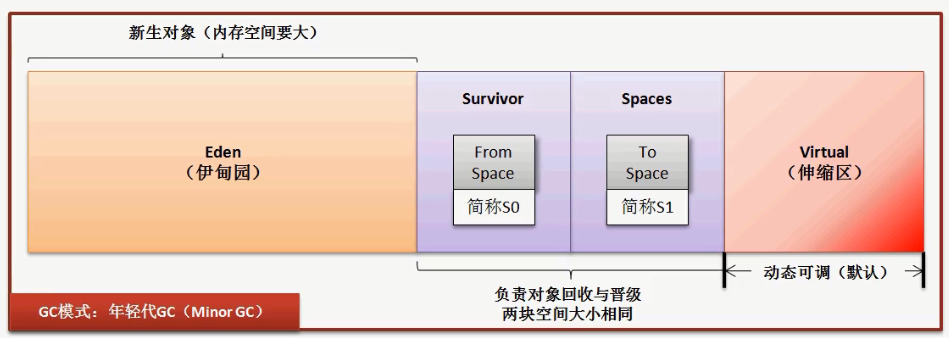 新生对象（内存空间要大）
Eden
（伊甸园）
Survivor
From
Space
简称S0
Spaces
To
Space
简称S1
Virtual
（伸缩区）
动态可调（默认）
负责对象回收与晋级
两块空间大小相同
GC模式：年轻代GC（Minor GC）